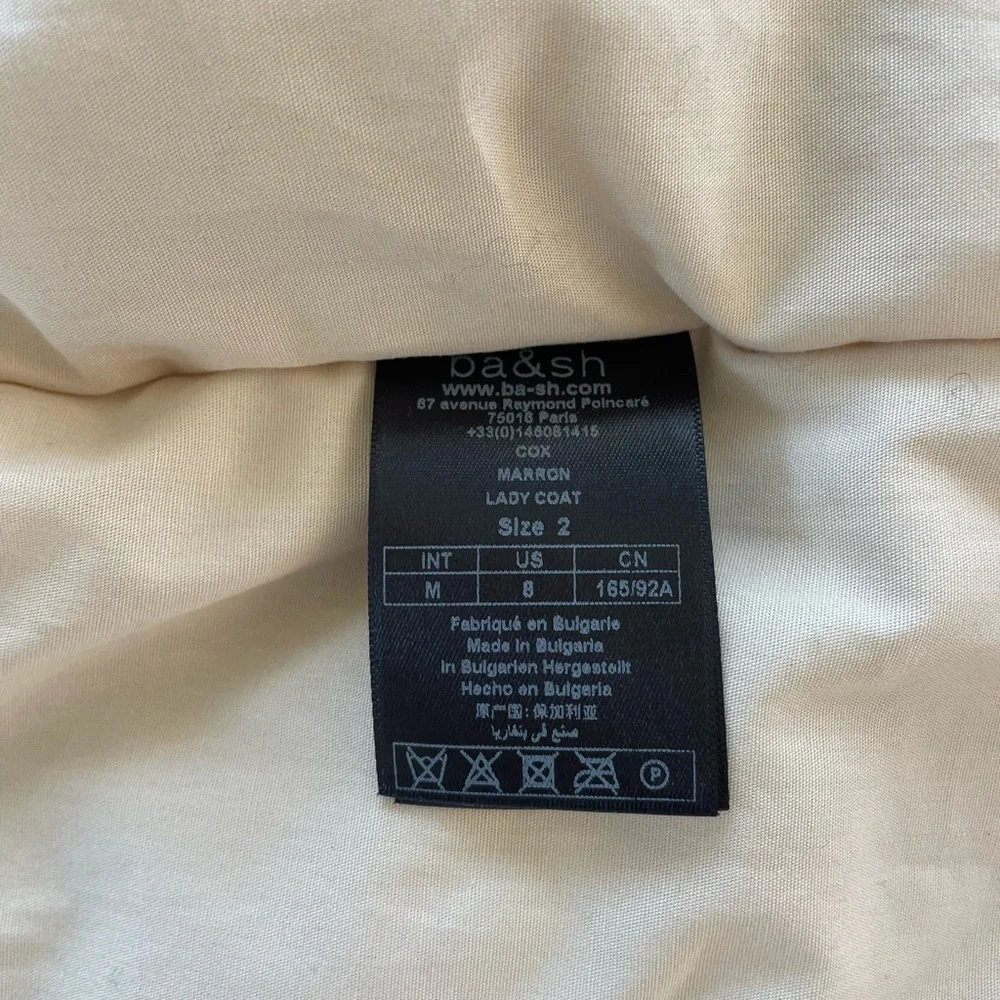 ba&sh
www.ba-sh.com
67 avenue Raymond Poincaré
75016 Paris
+33(0)146081415
COX
MARRON
LADY COAT
Size 2
INT US CN
M 8 165/92A
Fabriqué en Bulgarie
Made in Bulgaria
In Bulgarien Hergestellt
Hecho en Bulgaria
原产国：保加利亚
صنع في بلغاريا
P